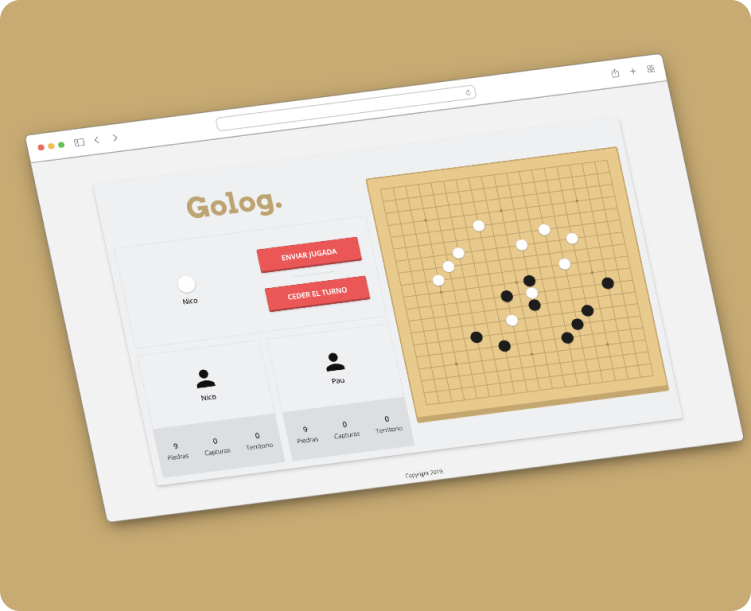 Golog.
Nico
ENVIAR JUGADA
CEDER EL TURNO
Nico
9 0 0
Piedras Capturas Territorio
Pau
9 0 0
Piedras Capturas Territorio
Copyright 2019.